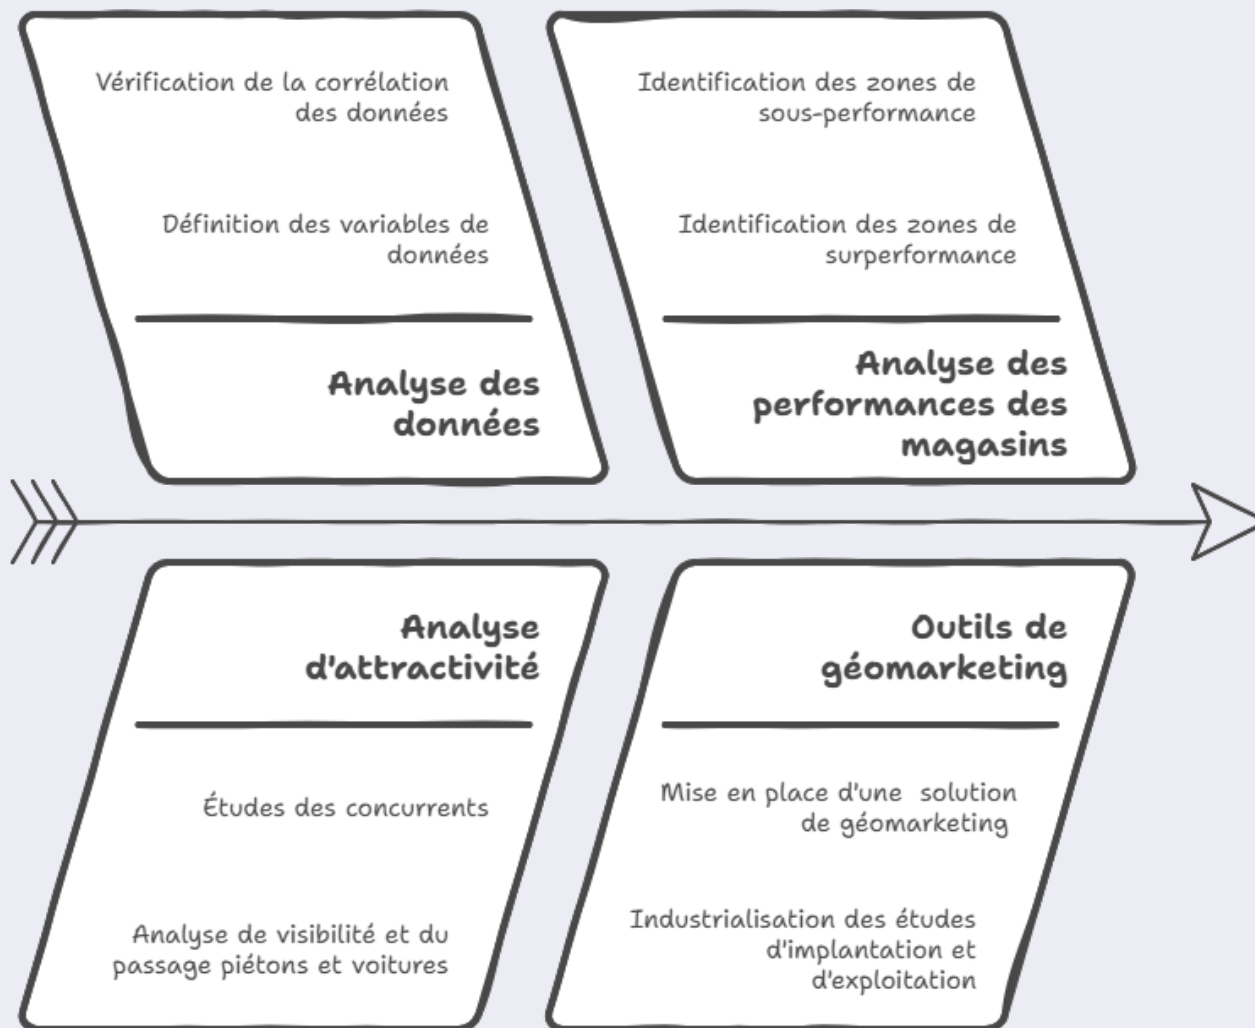 Vérification de la corrélation
des données
Définition des variables de
données
Analyse des
données
Identification des zones de
sous-performance
Identification des zones de
surperformance
Analyse des
performances des
magasins
Analyse
d'attractivité
Études des concurrents
Analyse de visibilité et du
passage piétons et voitures
Outils de
géomarketing
Mise en place d'une  solution
de géomarketing
Industrialisation des études
d'implantation et
d'exploitation